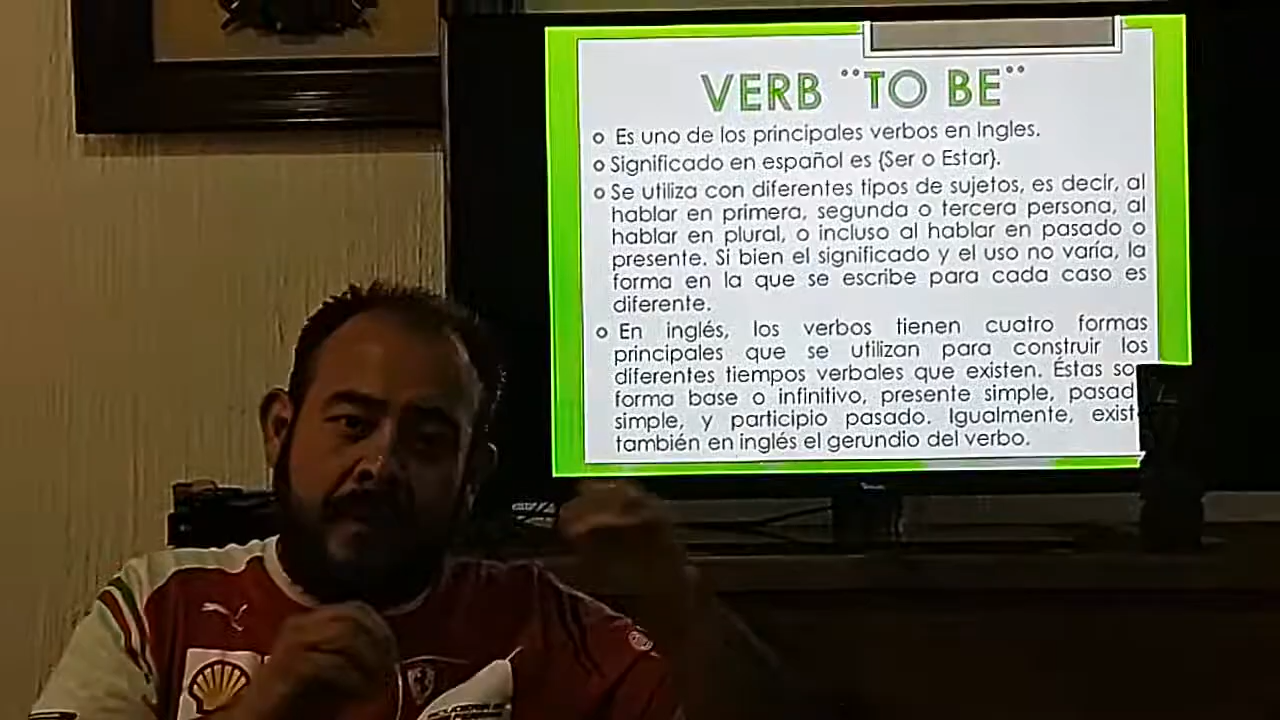 VERB ¨TO BE¨
Es uno de los principales verbos en Ingles.
Significado en español es {Ser o Estar}.
Se utiliza con diferentes tipos de sujetos, es decir, al
hablar en primera, segunda o tercera persona, al
hablar en plural, o incluso al hablar en pasado o
presente. Si bien el significado y el uso no varía, la
forma en la que se escribe para cada caso es
diferente.
En inglés, los verbos tienen cuatro formas
principales que se utilizan para construir los
diferentes tiempos verbales que existen. Éstas so
forma base o infinitivo, presente simple, pasad
simple, y participio pasado. Igualmente, exist
también en inglés el gerundio del verbo.